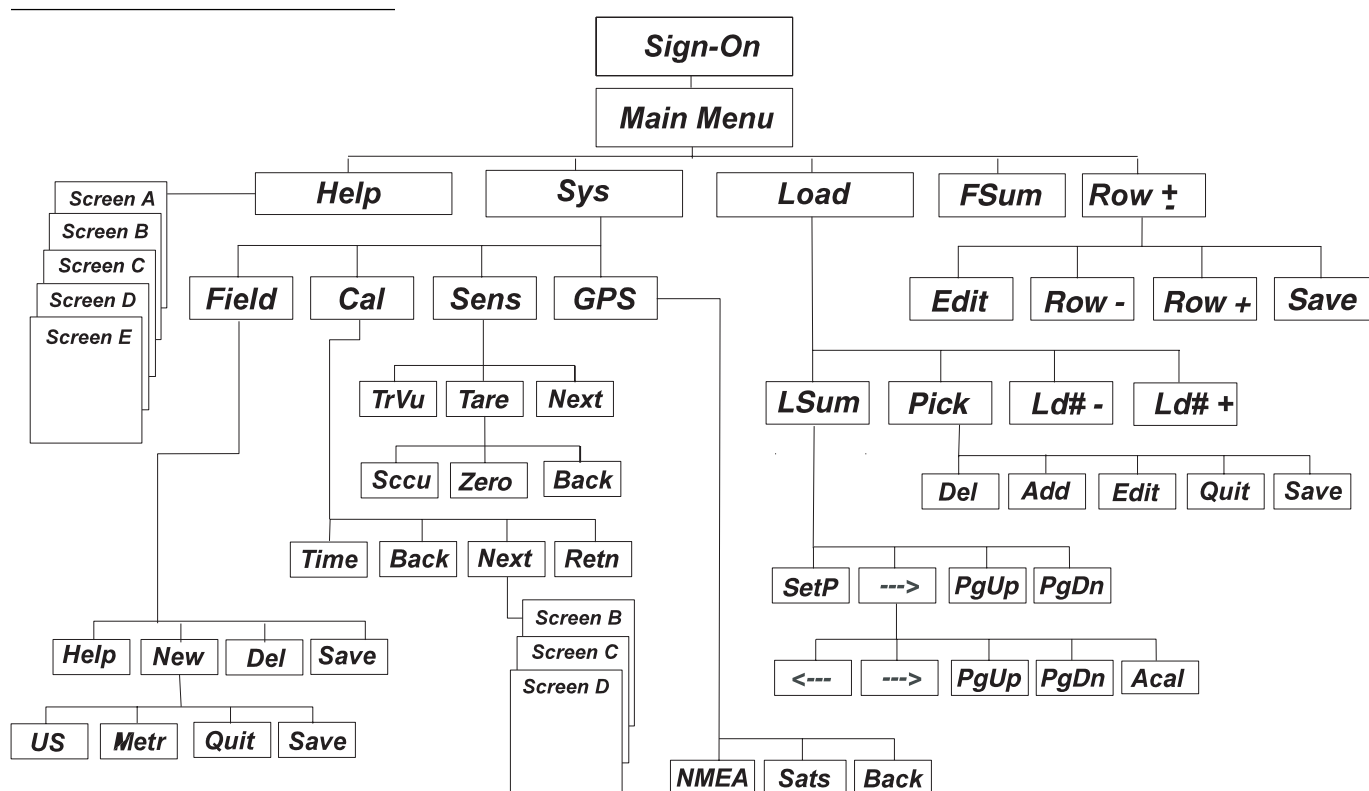 Sign-On
Main Menu
Help
Sys
Load
FSum
Row ±
Screen A
Screen B
Screen C
Screen D
Screen E
Field
Cal
Sens
GPS
Edit
Row -
Row +
Save
TrVu
Tare
Next
LSum
Pick
Ld# -
Ld# +
Sccu
Zero
Back
Del
Add
Edit
Quit
Save
Time
Back
Next
Retn
SetP
--->
PgUp
PgDn
Screen B
Screen C
Screen D
Help
New
Del
Save
<---
--->
PgUp
PgDn
Acal
US
Metr
Quit
Save
NMEA
Sats
Back